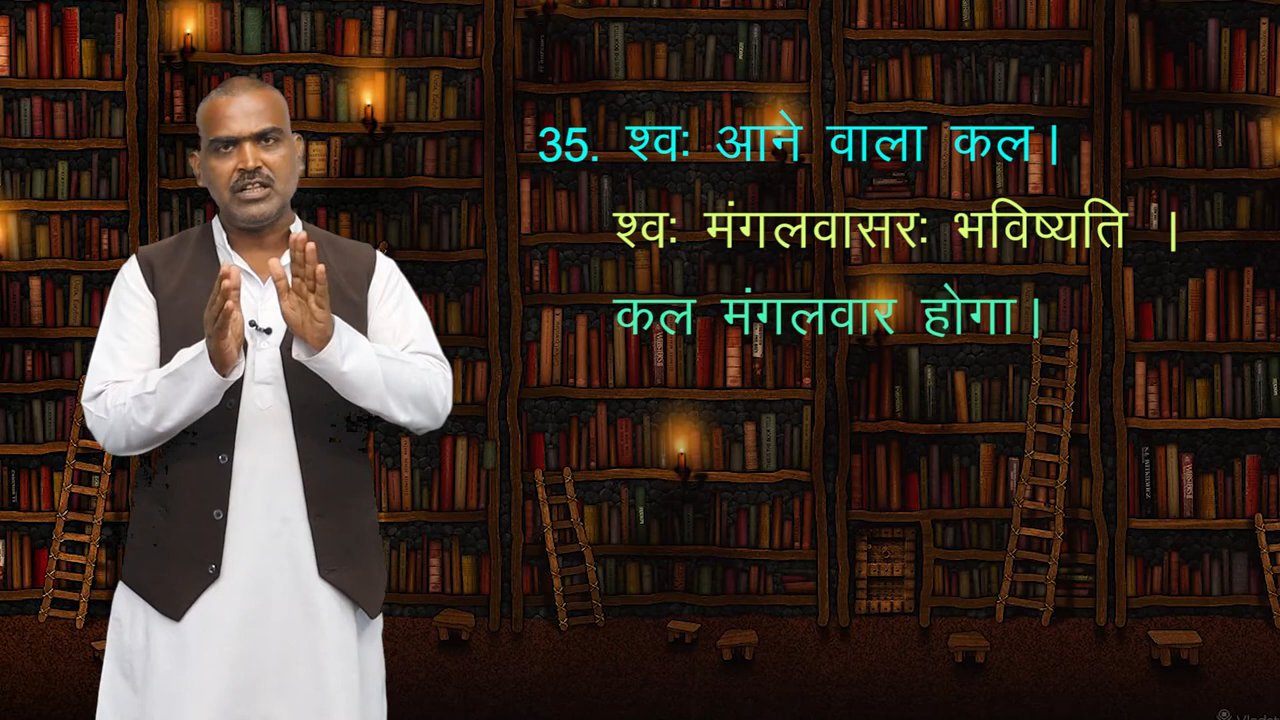 35. श्वः आने वाला कल।
श्वः मंगलवासरः भविष्यति ।
कल मंगलवार होगा।